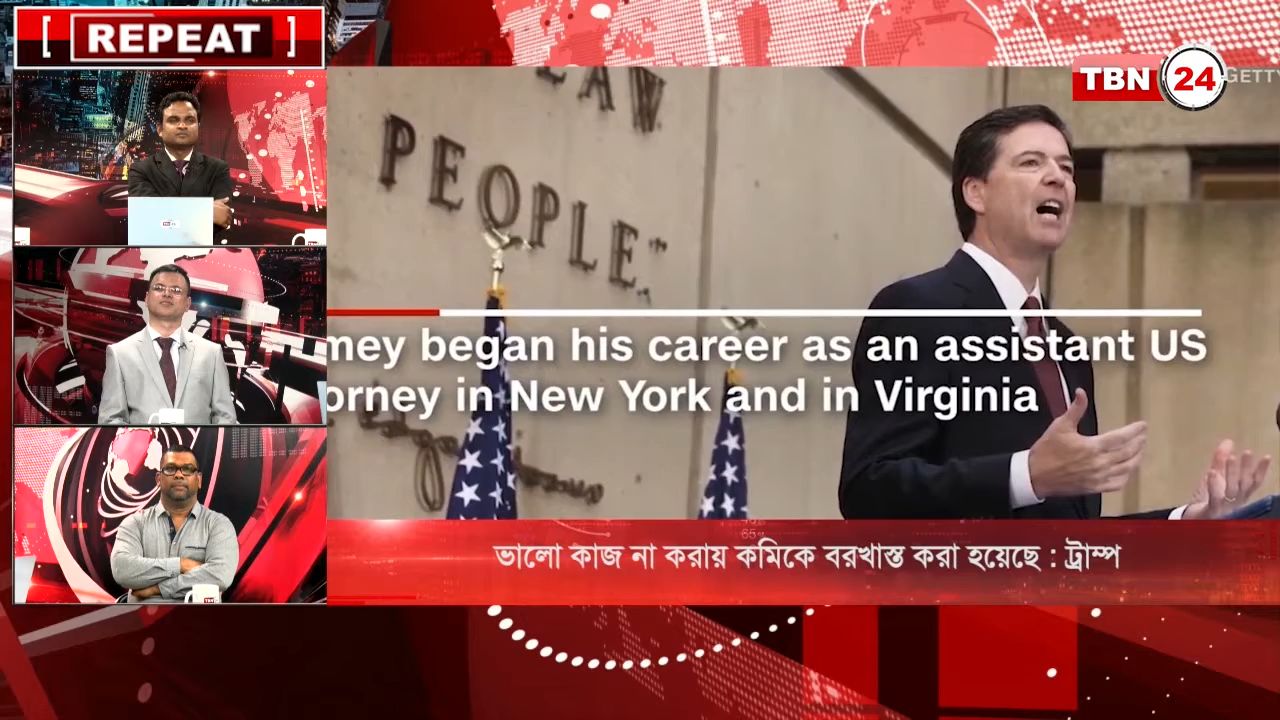 [ REPEAT ]
TBN 24
GETTY
LAW
PEOPLE."
mey began his career as an assistant US
orney in New York and in Virginia
ভালো কাজ না করায় কমিকে বরখাস্ত করা হয়েছে : ট্রাম্প